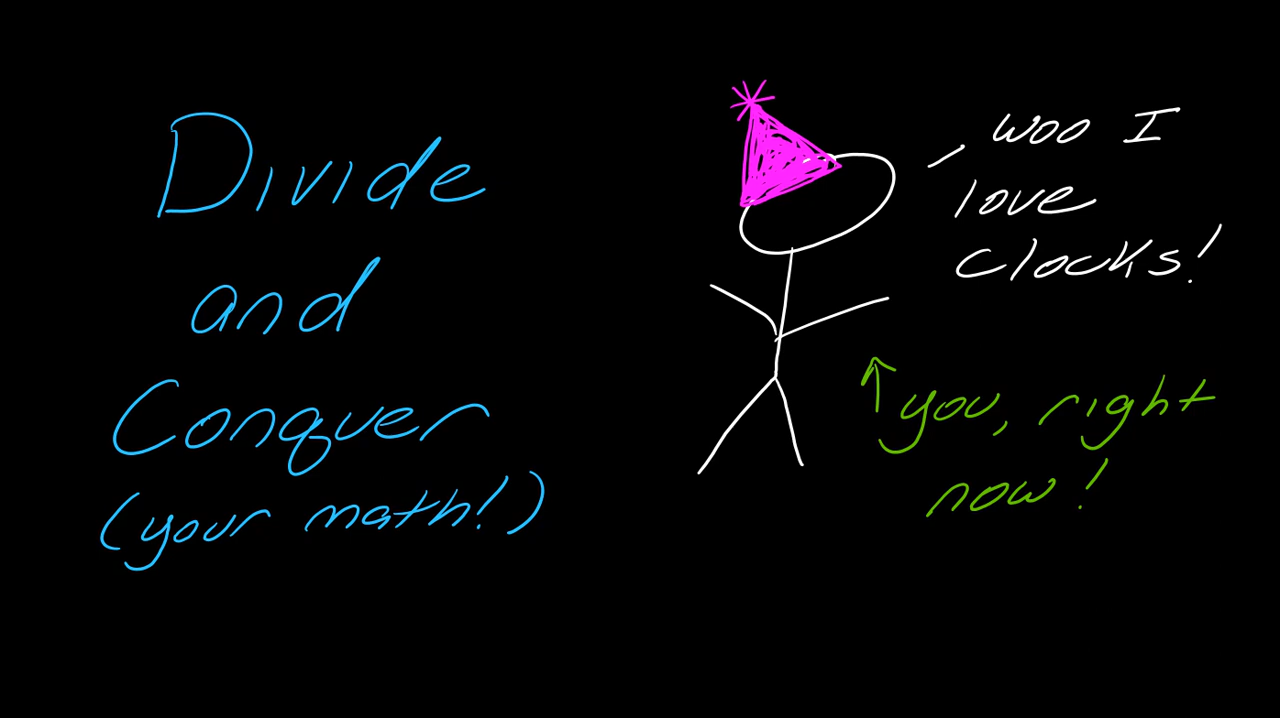 Divide
and
Conquer
(your math!)
woo I
love
clocks!
you, right
now!